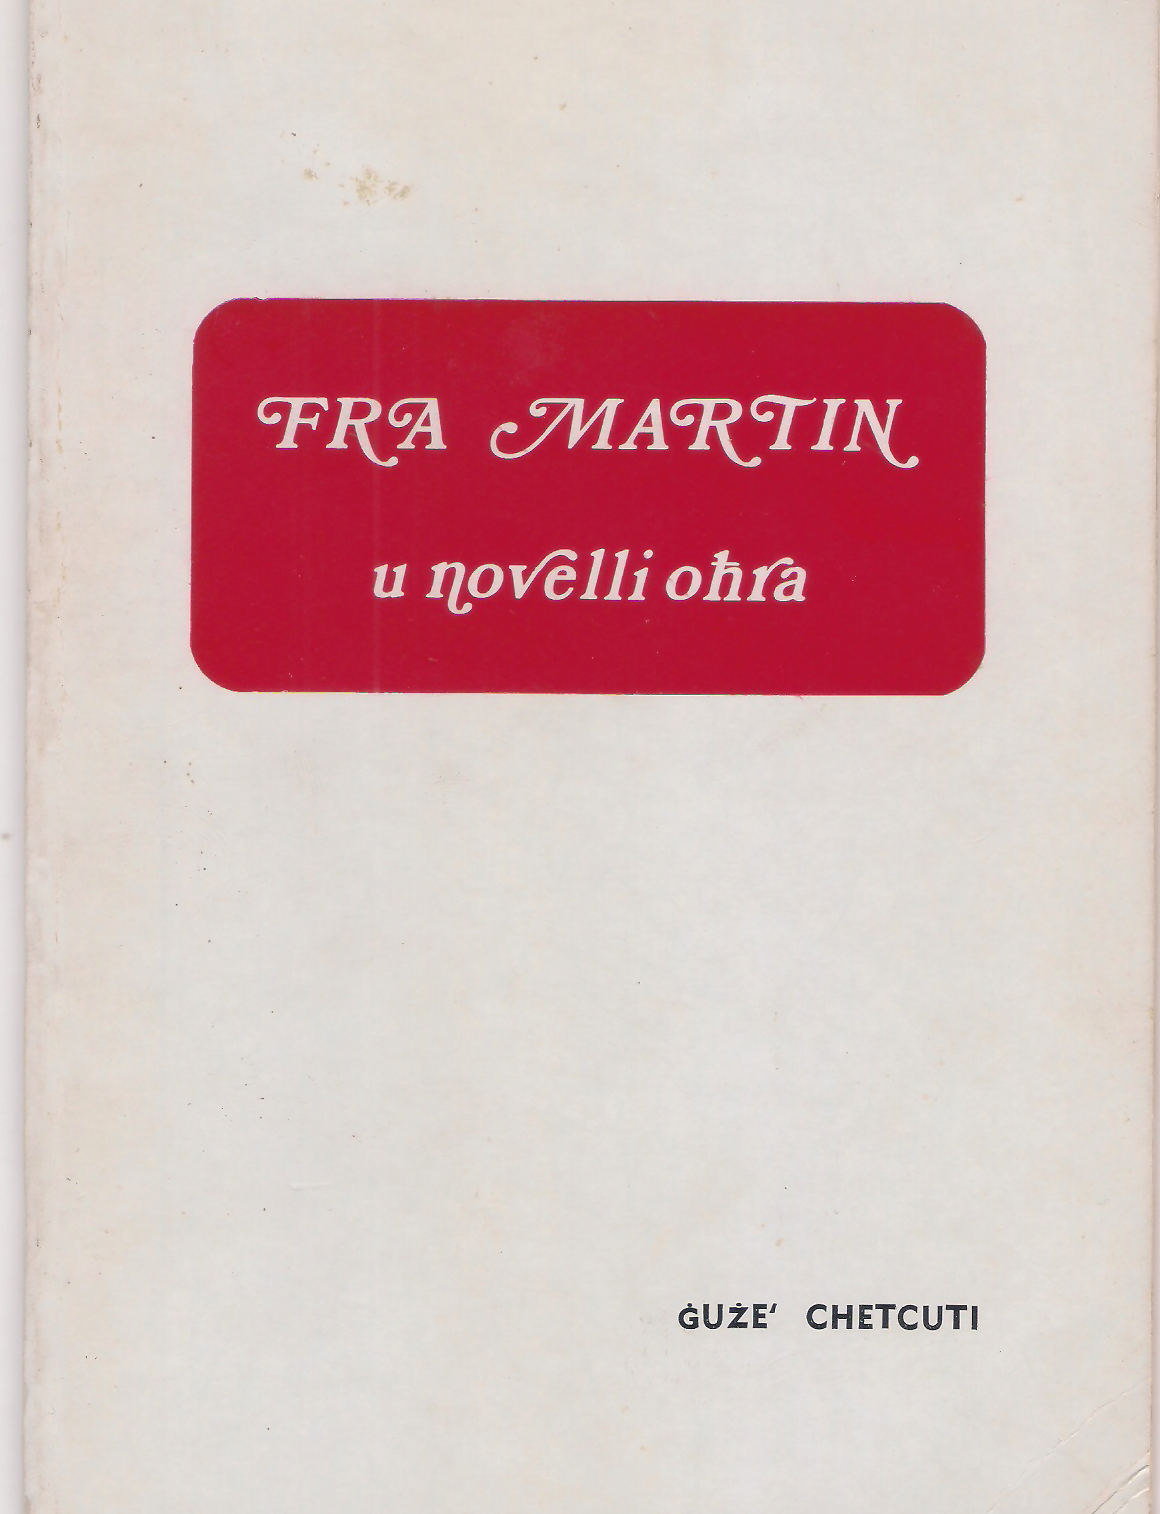 FRA MARTIN
u novelli oħra
ĠUŻE' CHETCUTI